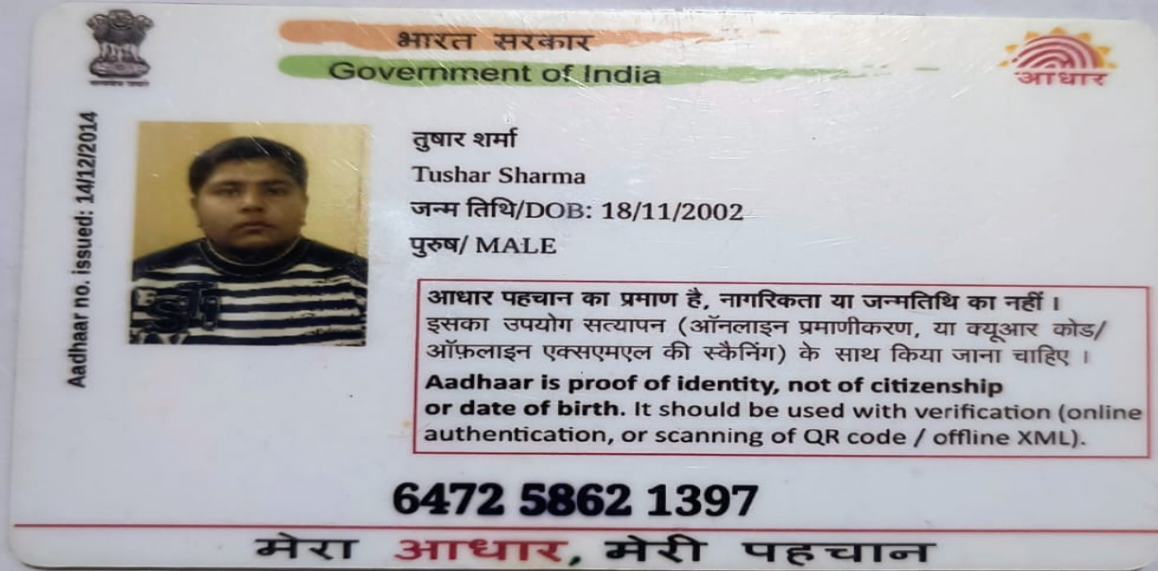 भारत सरकार
Government of India
आधार
Aadhaar no. issued: 14/12/2014
तुषार शर्मा
Tushar Sharma
जन्म तिथि/DOB: 18/11/2002
पुरुष/ MALE
आधार पहचान का प्रमाण है, नागरिकता या जन्मतिथि का नहीं ।
इसका उपयोग सत्यापन (ऑनलाइन प्रमाणीकरण, या क्यूआर कोड/
ऑफ़लाइन एक्सएमएल की स्कैनिंग) के साथ किया जाना चाहिए ।
Aadhaar is proof of identity, not of citizenship
or date of birth. It should be used with verification (online
authentication, or scanning of QR code / offline XML).
6472 5862 1397
मेरा आधार, मेरी पहचान